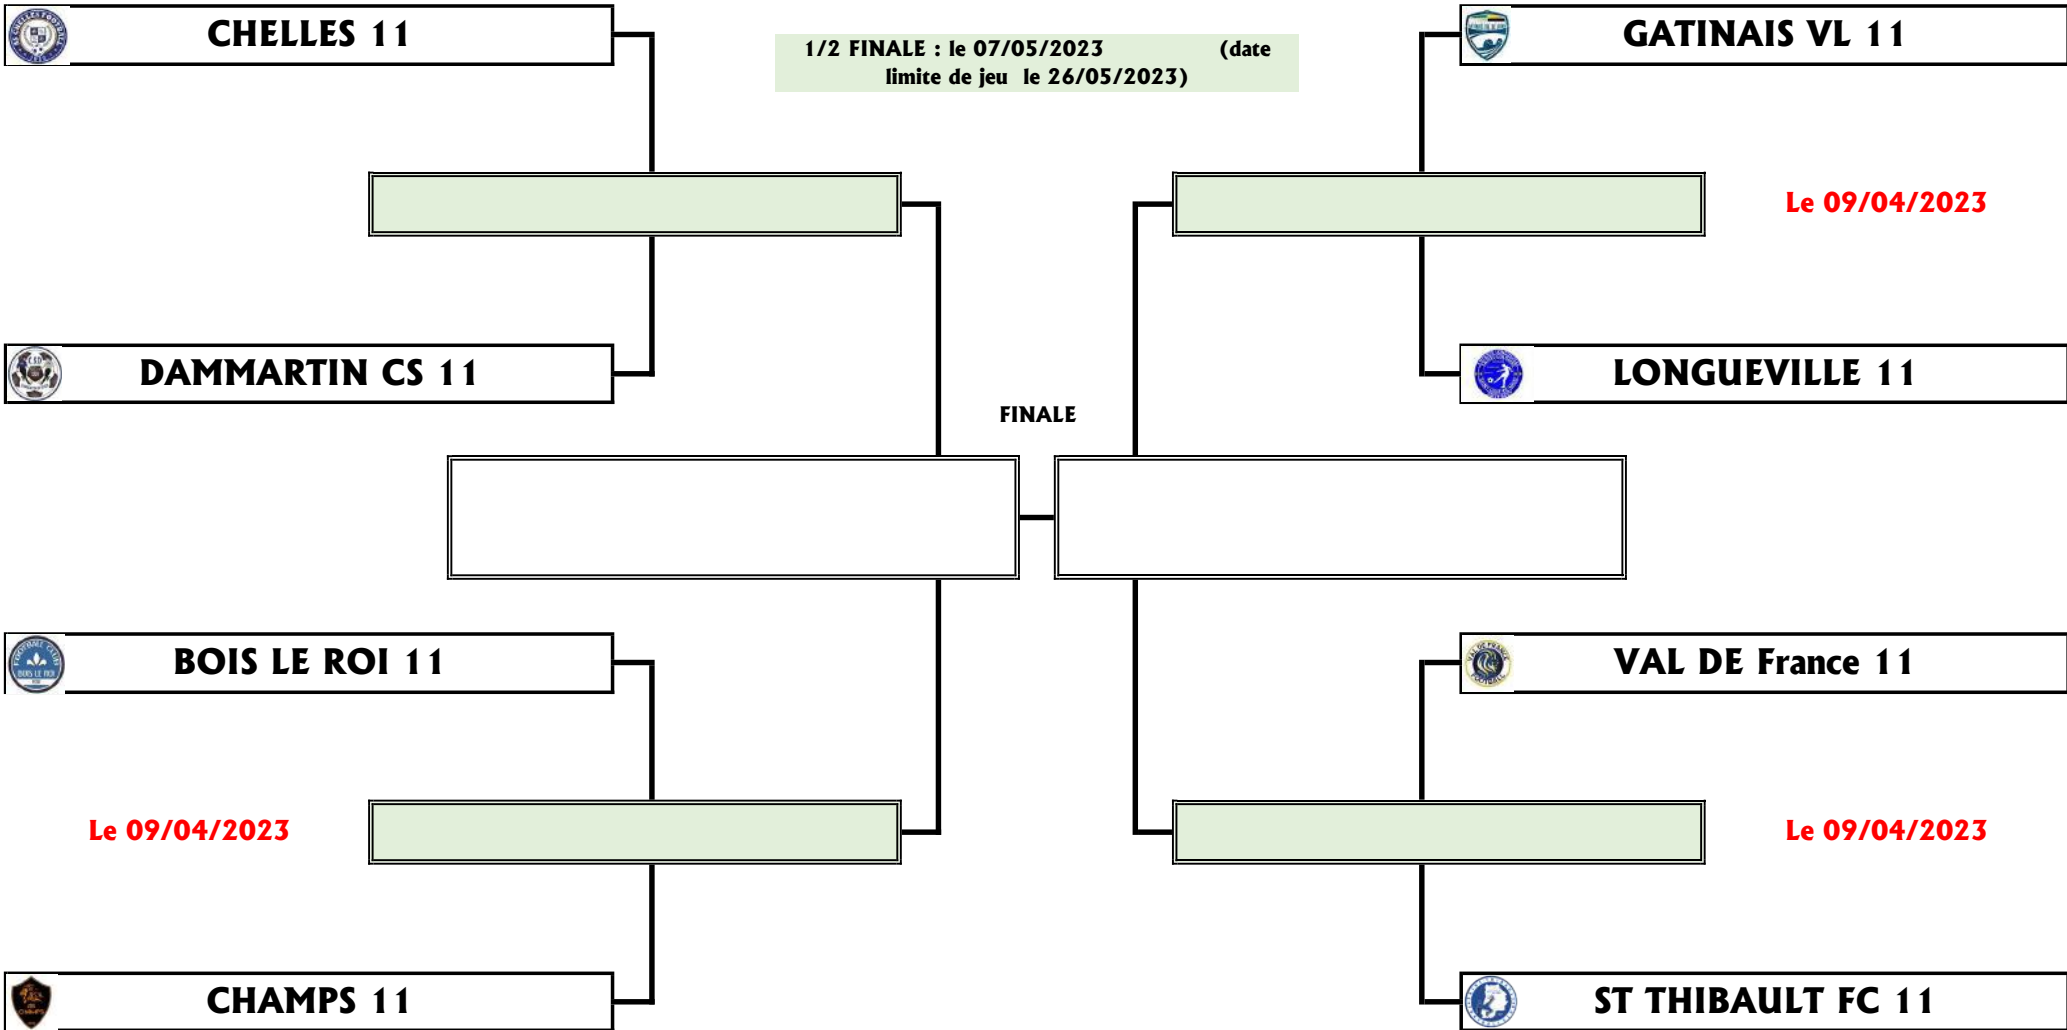 CHELLES 11
1/2 FINALE : le 07/05/2023 (date
limite de jeu le 26/05/2023)
GATINAIS VL 11
Le 09/04/2023
DAMMARTIN CS 11
LONGUEVILLE 11
FINALE
BOIS LE ROI 11
VAL DE France 11
Le 09/04/2023
Le 09/04/2023
CHAMPS 11
ST THIBAULT FC 11